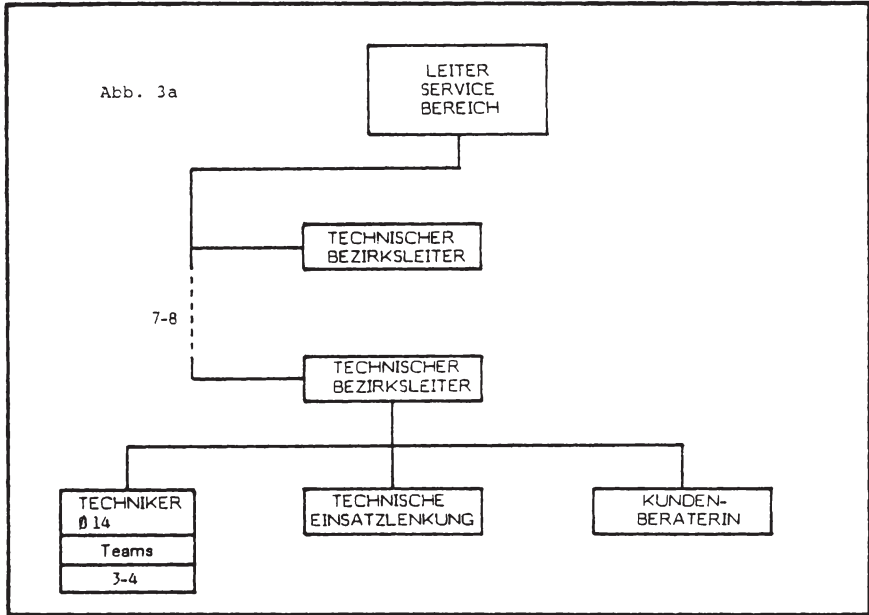 Abb. 3a
LEITER
SERVICE
BEREICH
TECHNISCHER
BEZIRKSLEITER
7-8
TECHNISCHER
BEZIRKSLEITER
TECHNIKER
Ø 14
Teams
3-4
TECHNISCHE
EINSATZLENKUNG
KUNDEN-
BERATERIN